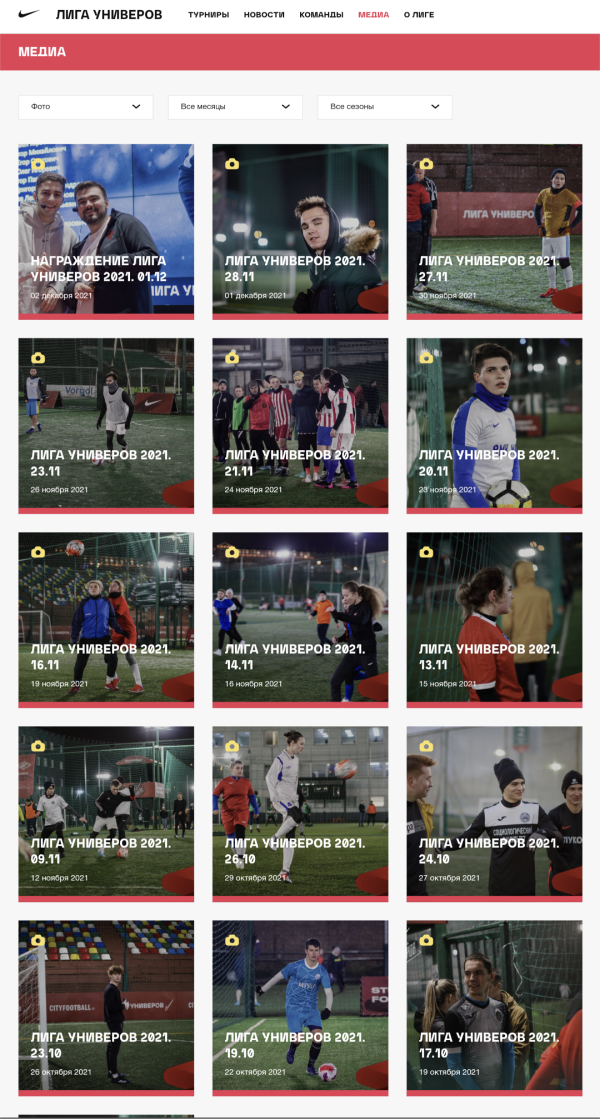 ЛИГА УНИВЕРОВ ТУРНИРЫ НОВОСТИ КОМАНДЫ МЕДИА О ЛИГЕ
МЕДИА
Фото Все месяцы Все сезоны
НАГРАЖДЕНИЕ ЛИГА
УНИВЕРОВ 2021. 01.12
02 декабря 2021
ЛИГА УНИВЕРОВ 2021.
28.11
01 декабря 2021
ЛИГА УНИВЕРО
ЛИГА УНИВЕРОВ 2021.
27.11
30 ноября 2021
ЛИГА УНИВЕРОВ 2021.
23.11
26 ноября 2021
ЛИГА УНИВЕРОВ 2021.
21.11
24 ноября 2021
ЛИГА УНИВЕРОВ 2021.
20.11
23 ноября 2021
ЛИГА УНИВЕРОВ 2021.
16.11
19 ноября 2021
ЛИГА УНИВЕРОВ 2021.
14.11
16 ноября 2021
ЛИГА УНИВЕРОВ 2021.
13.11
15 ноября 2021
ЛИГА УНИВЕРОВ 2021.
09.11
12 ноября 2021
ЛИГА УНИВЕРОВ 2021.
26.10
29 октября 2021
СОЦИОЛОГИЧЕСКИЙ
ЛИГА УНИВЕРОВ 2021.
24.10
27 октября 2021
CITYFOOTBALL УНИВЕРОВ
ЛИГА УНИВЕРОВ 2021.
23.10
26 октября 2021
ЛИГА УНИВЕРОВ 2021.
19.10
22 октября 2021
ЛИГА УНИВЕРОВ 2021.
17.10
19 октября 2021